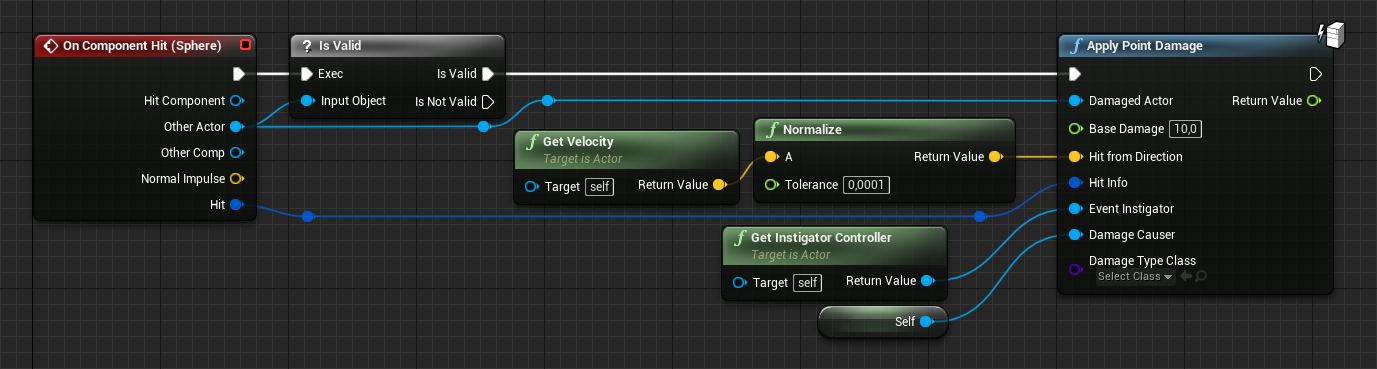 On Component Hit (Sphere)
Hit Component
Other Actor
Other Comp
Normal Impulse
Hit
? Is Valid
Exec
Is Valid
Input Object
Is Not Valid
f Get Velocity
Target is Actor
Target self
Return Value
f Normalize
A
Return Value
Tolerance 0,0001
f Get Instigator Controller
Target is Actor
Target self
Return Value
Self
f Apply Point Damage
Damaged Actor
Return Value
Base Damage 10,0
Hit from Direction
Hit Info
Event Instigator
Damage Causer
Damage Type Class
Select Class